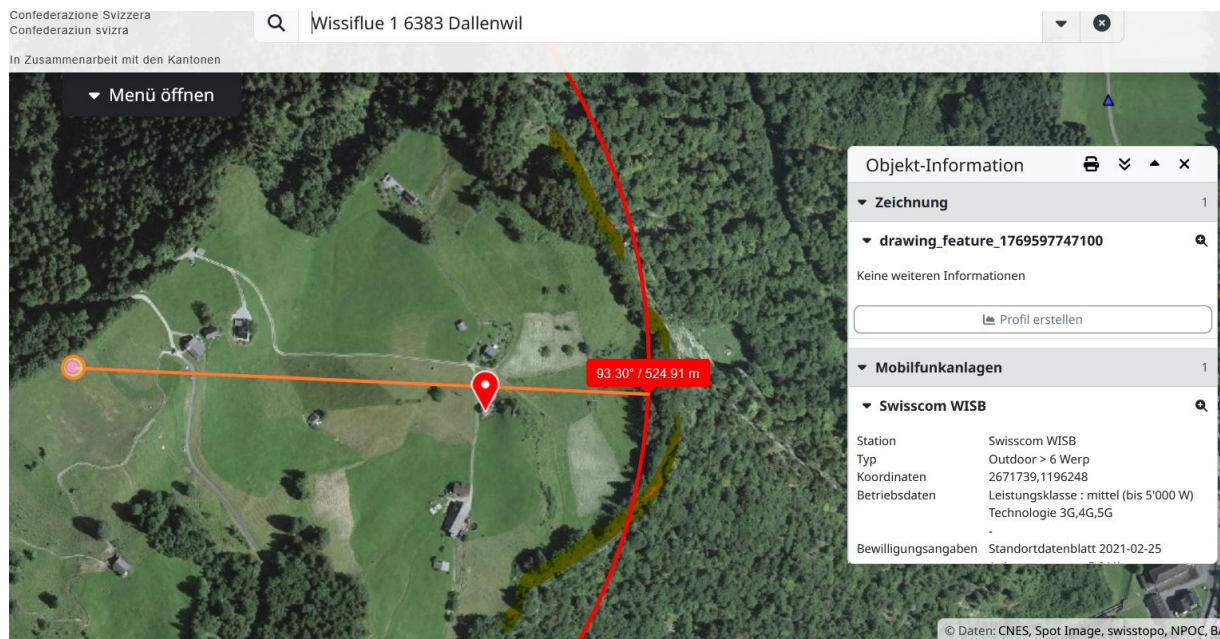 Confederazione Svizzera
Confederaziun svizra
In Zusammenarbeit mit den Kantonen
Wissiflue 1 6383 Dallenwil
Menü öffnen
93.30° / 524.91 m
Objekt-Information
Zeichnung 1
drawing_feature_1769597747100
Keine weiteren Informationen
Profil erstellen
Mobilfunkanlagen 1
Swisscom WISB
Station Swisscom WISB
Typ Outdoor > 6 Werp
Koordinaten 2671739,1196248
Betriebsdaten Leistungsklasse : mittel (bis 5'000 W)
Technologie 3G,4G,5G
-
Bewilligungsangaben Standortdatenblatt 2021-02-25
© Daten: CNES, Spot Image, swisstopo, NPOC, B